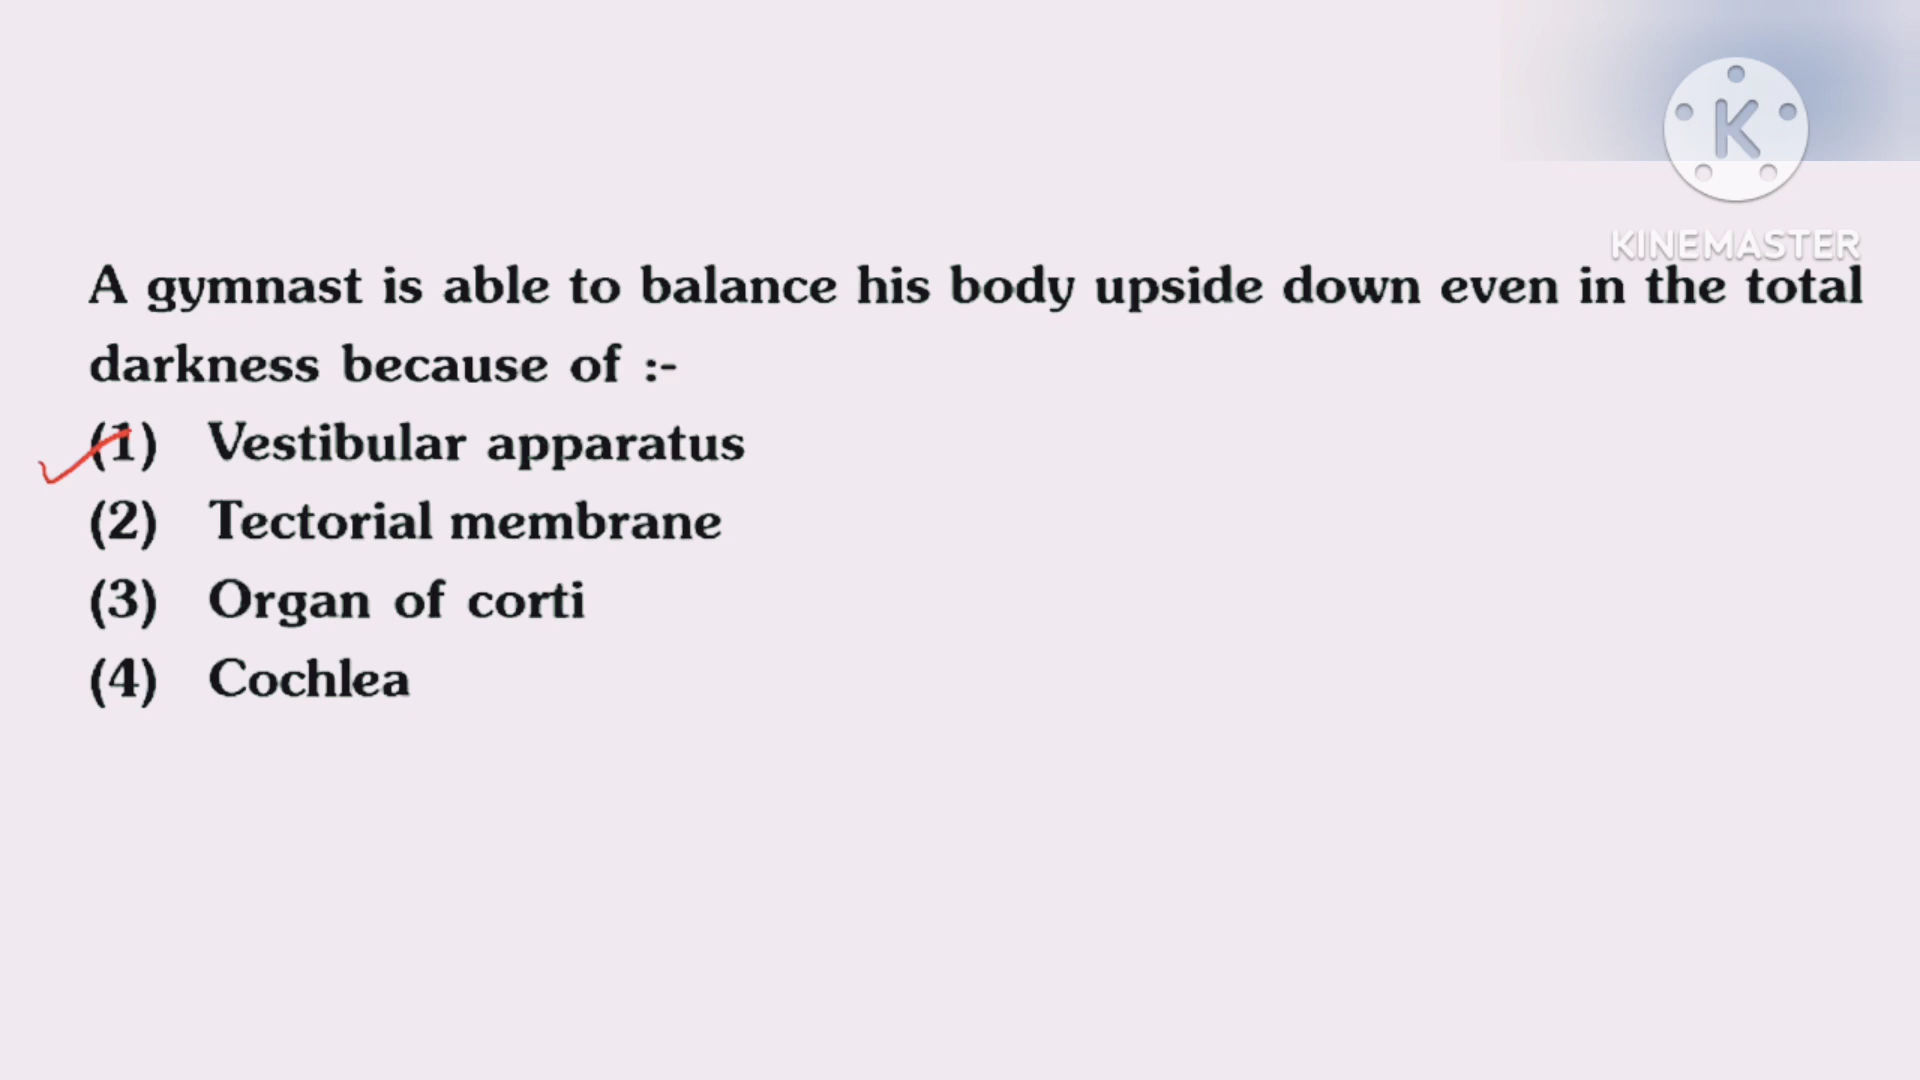 K
KINEMASTER
A gymnast is able to balance his body upside down even in the total
darkness because of :-
(1) Vestibular apparatus
(2) Tectorial membrane
(3) Organ of corti
(4) Cochlea